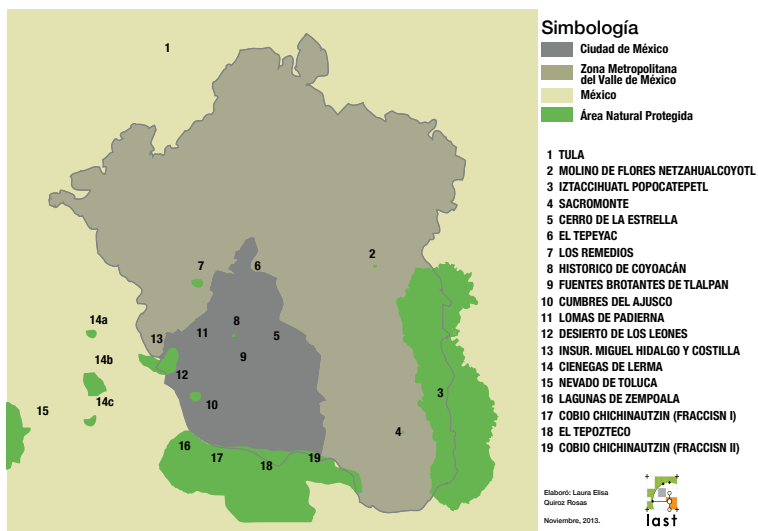 Simbología
Ciudad de México
Zona Metropolitana
del Valle de México
México
Área Natural Protegida
1 TULA
2 MOLINO DE FLORES NETZAHUALCOYOTL
3 IZTACCIHUATL POPOCATEPETL
4 SACROMONTE
5 CERRO DE LA ESTRELLA
6 EL TEPEYAC
7 LOS REMEDIOS
8 HISTORICO DE COYOACÁN
9 FUENTES BROTANTES DE TLALPAN
10 CUMBRES DEL AJUSCO
11 LOMAS DE PADIERNA
12 DESIERTO DE LOS LEONES
13 INSUR. MIGUEL HIDALGO Y COSTILLA
14 CIENEGAS DE LERMA
15 NEVADO DE TOLUCA
16 LAGUNAS DE ZEMPOALA
17 COBIO CHICHINAUTZIN (FRACCISN I)
18 EL TEPOZTECO
19 COBIO CHICHINAUTZIN (FRACCISN II)
Elaboró: Laura Elisa
Quiroz Rosas
Noviembre, 2013.
last
1
2
7
6
14a
8
11
5
13
9
14b
12
3
14c
10
15
4
16
17
19
18